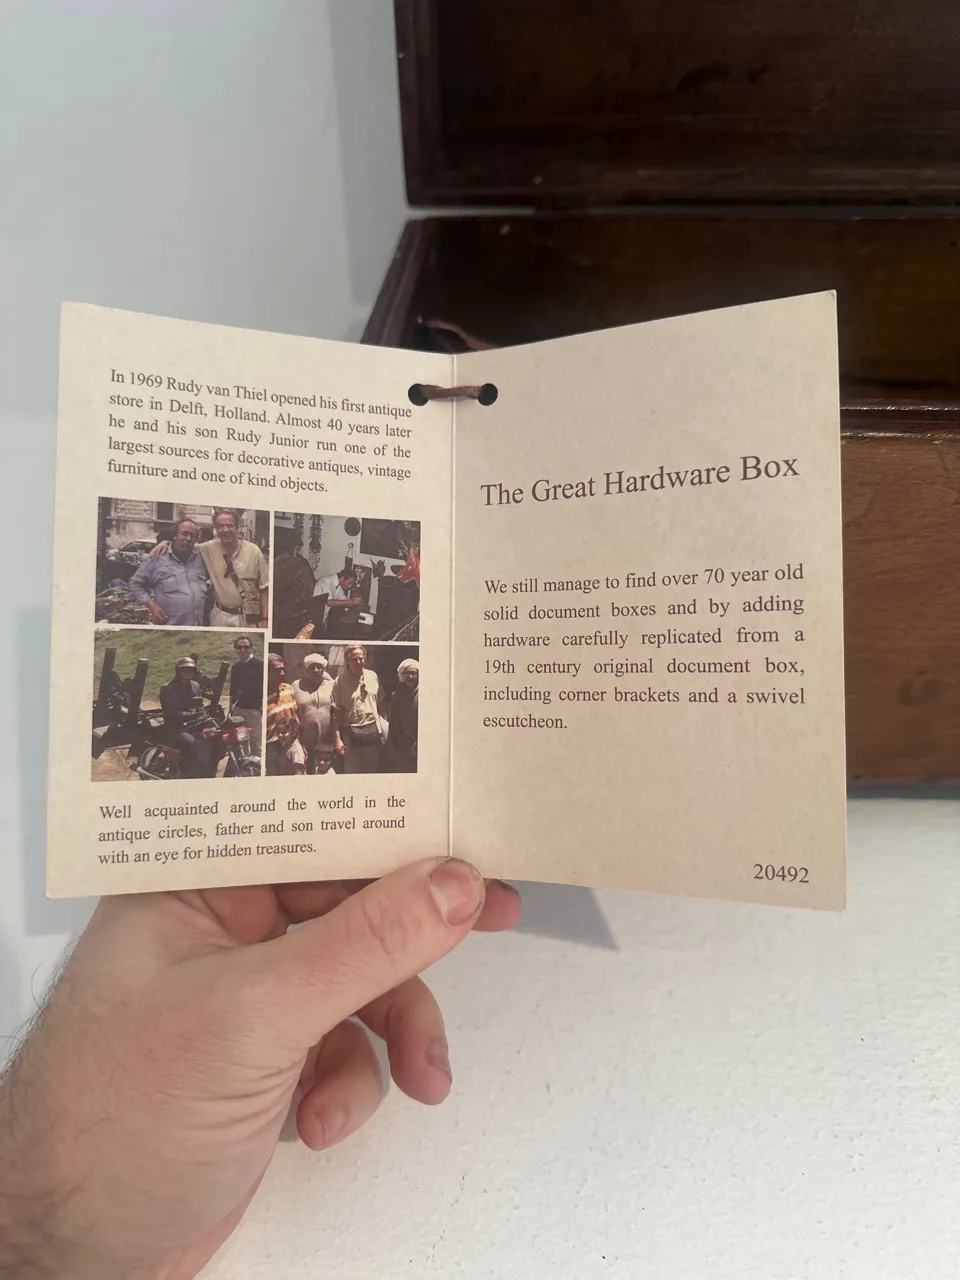 In 1969 Rudy van Thiel opened his first antique
store in Delft, Holland. Almost 40 years later
he and his son Rudy Junior run one of the
largest sources for decorative antiques, vintage
furniture and one of kind objects.
Well acquainted around the world in the
antique circles, father and son travel around
with an eye for hidden treasures.
The Great Hardware Box
We still manage to find over 70 year old
solid document boxes and by adding
hardware carefully replicated from a
19th century original document box,
including corner brackets and a swivel
escutcheon.
20492